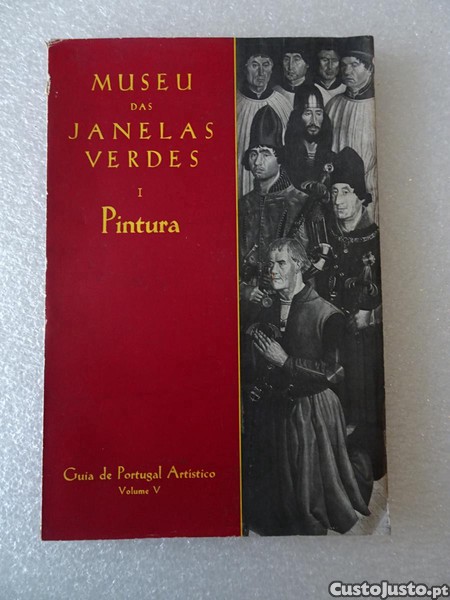 MUSEU
DAS
JANELAS
VERDES
I
Pintura
Guia de Portugal Artístico
Volume V
CustoJusto.pt